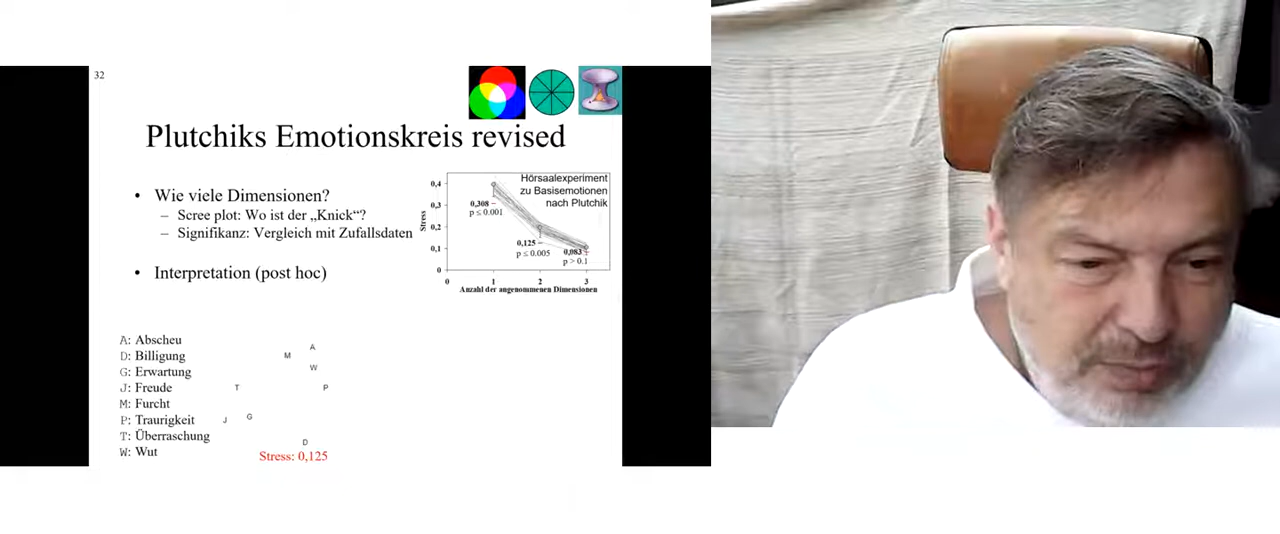 32
Plutchiks Emotionskreis revised
• Wie viele Dimensionen?
– Scree plot: Wo ist der „Knick“?
– Signifikanz: Vergleich mit Zufallsdaten
• Interpretation (post hoc)
Hörsaalexperiment
zu Basisemotionen
nach Plutchik
Stress
0,4
0,3
0,2
0,1
0
0,308
p ≤ 0.001
0,125
p ≤ 0.005
0,083
p > 0.1
0 1 2 3
Anzahl der angenommenen Dimensionen
A: Abscheu
D: Billigung
G: Erwartung
J: Freude
M: Furcht
P: Traurigkeit
T: Überraschung
W: Wut
A
M
W
T
P
G
J
D
Stress: 0,125